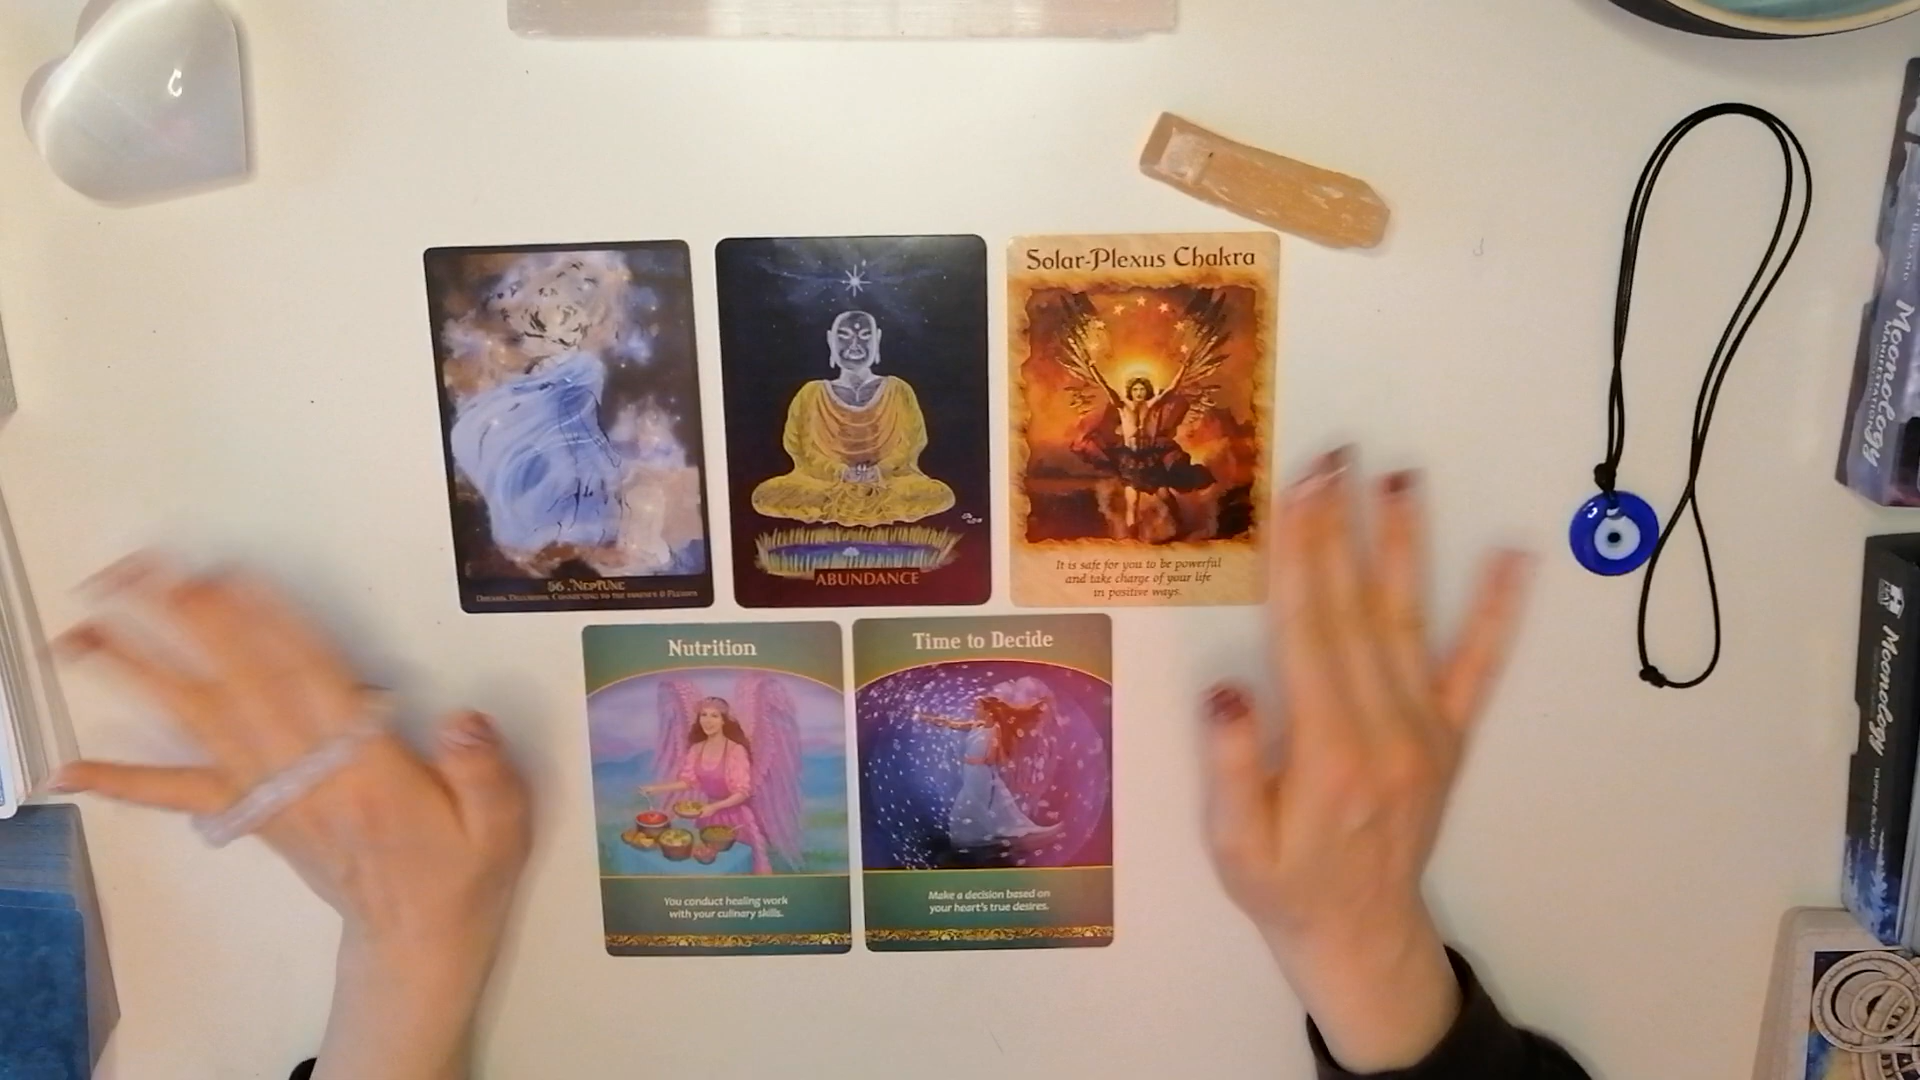 56. Neptune
Solar-Plexus Chakra
ABUNDANCE
It is safe for you to be powerful
and take charge of your life
in positive ways.
Nutrition
You conduct healing work
with your culinary skills.
Time to Decide
Make a decision based on
your heart's true desires.
Moonology
MANIFESTATION
Moonology